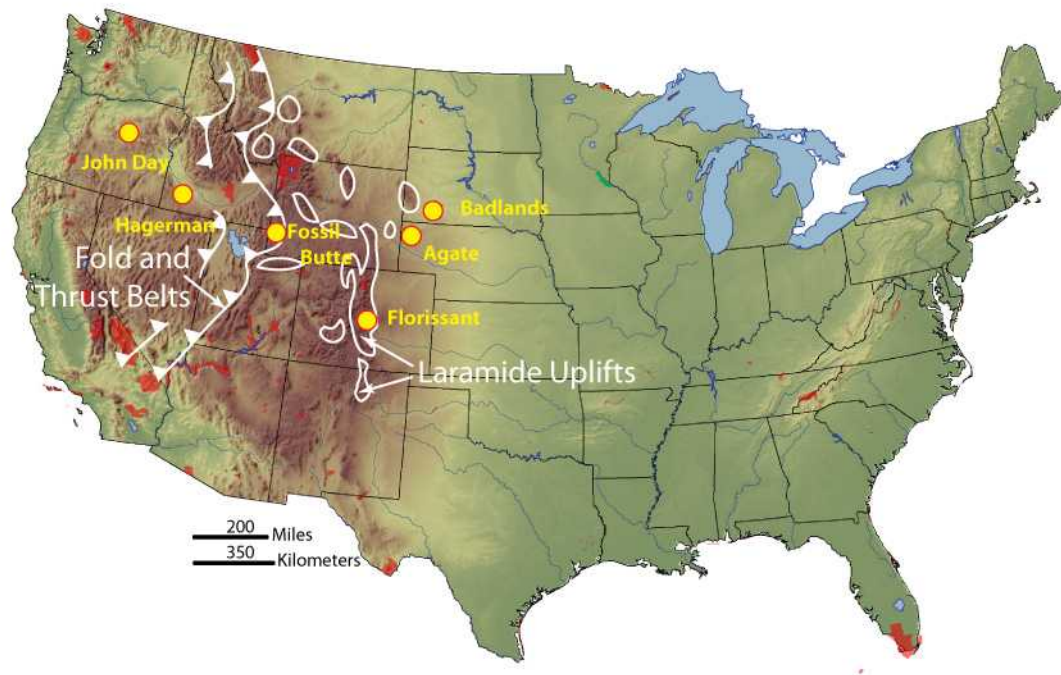 John Day
Hagerman
Fossil
Butte
Badlands
Agate
Fold and
Thrust Belts
Florissant
Laramide Uplifts
200
Miles
350
Kilometers